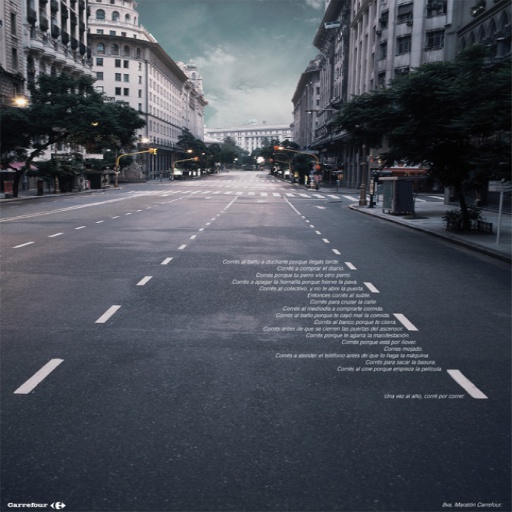 Corrés al baño a ducharte porque llegás tarde.
Corrés a comprar el diario.
Corrés porque tu perro vio otro perro.
Corrés a apagar la hornalla porque hierve la pava.
Corrés al colectivo, y no te abre la puerta.
Entonces corrés al subte.
Corrés para cruzar la calle.
Corrés al mediodía a comprarte comida.
Corrés al baño porque te cayó mal la comida.
Corrés al banco porque te cierra.
Corrés antes de que se cierren las puertas del ascensor.
Corrés porque te agarra la manifestación.
Corrés porque está por llover.
Corrés mojado.
Corrés a atender el teléfono antes de que lo haga la máquina.
Corrés para sacar la basura.
Corrés al cine porque empieza la película.
Una vez al año, corré por correr.
Carrefour
8va. Maratón Carrefour.